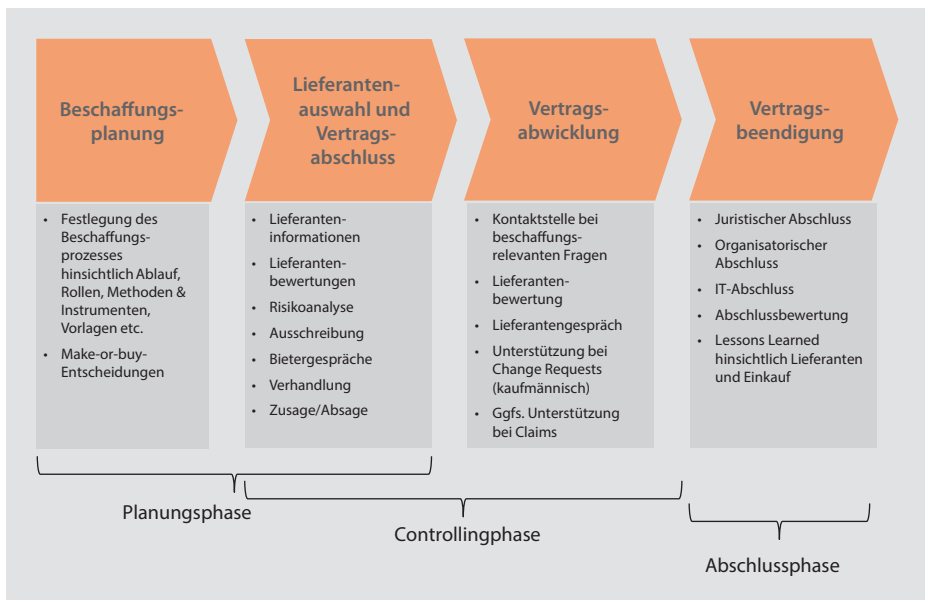 Beschaffungs-
planung
Lieferanten-
auswahl und
Vertrags-
abschluss
Vertrags-
abwicklung
Vertrags-
beendigung
• Festlegung des
Beschaffungs-
prozesses
hinsichtlich Ablauf,
Rollen, Methoden &
Instrumenten,
Vorlagen etc.
• Make-or-buy-
Entscheidungen
• Lieferanten-
informationen
• Lieferanten-
bewertungen
• Risikoanalyse
• Ausschreibung
• Bietergespräche
• Verhandlung
• Zusage/Absage
• Kontaktstelle bei
beschaffungs-
relevanten Fragen
• Lieferanten-
bewertung
• Lieferantengespräch
• Unterstützung bei
Change Requests
(kaufmännisch)
• Ggfs. Unterstützung
bei Claims
• Juristischer Abschluss
• Organisatorischer
Abschluss
• IT-Abschluss
• Abschlussbewertung
• Lessons Learned
hinsichtlich Lieferanten
und Einkauf
Planungsphase
Controllingphase
Abschlussphase